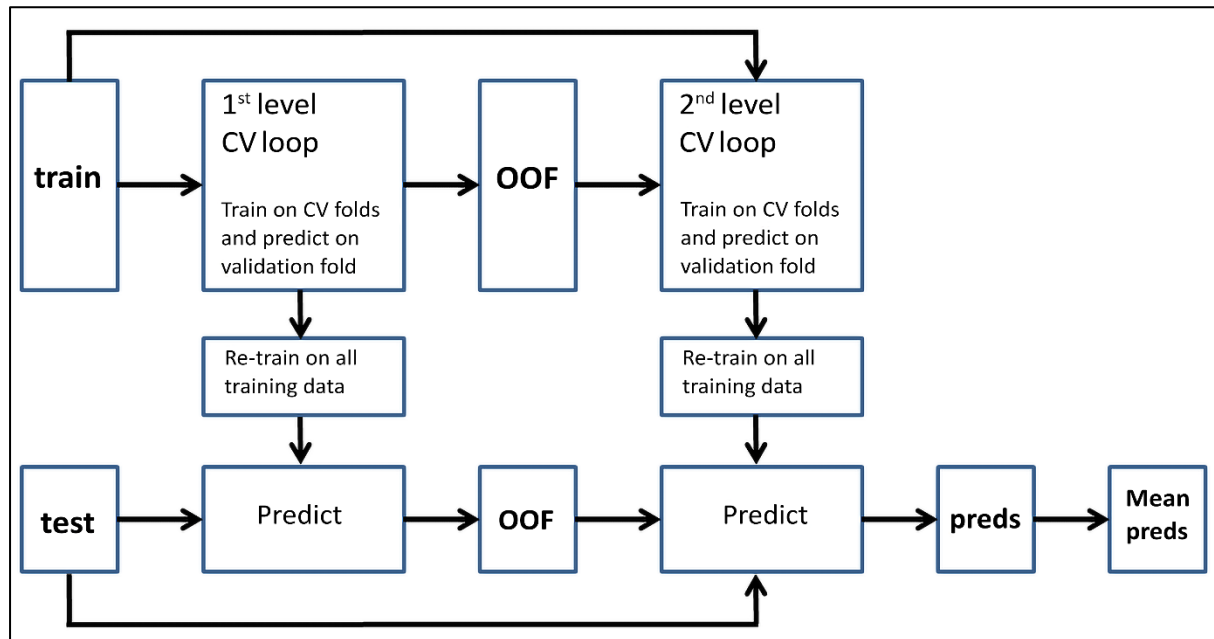 train
1st level
CV loop
Train on CV folds
and predict on
validation fold
OOF
2nd level
CV loop
Train on CV folds
and predict on
validation fold
Re-train on all
training data
Re-train on all
training data
test
Predict
OOF
Predict
preds
Mean
preds